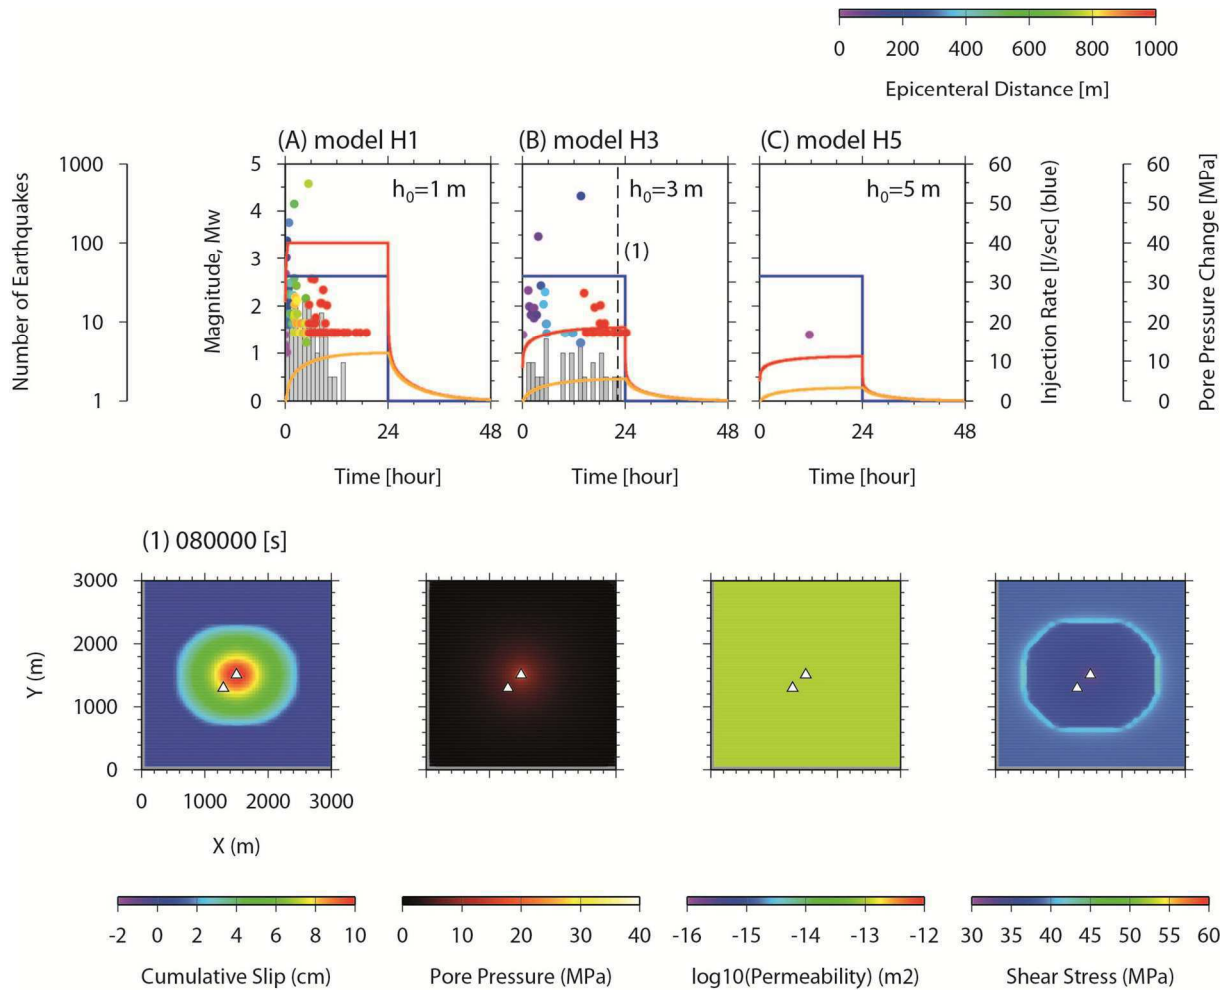 0 200 400 600 800 1000
Epicenteral Distance [m]
(A) model H1 (B) model H3 (C) model H5
1000 100 10 1
Number of Earthquakes
5 4 3 2 1 0
Magnitude, Mw
h0=1 m h0=3 m h0=5 m
(1)
60 50 40 30 20 10 0
Injection Rate [l/sec] (blue)
60 50 40 30 20 10 0
Pore Pressure Change [MPa]
0 24 48 0 24 48 0 24 48
Time [hour] Time [hour] Time [hour]
(1) 080000 [s]
3000
2000
1000
0
Y (m)
0 1000 2000 3000
X (m)
-2 0 2 4 6 8 10 0 10 20 30 40 -16 -15 -14 -13 -12 30 35 40 45 50 55 60
Cumulative Slip (cm) Pore Pressure (MPa) log10(Permeability) (m2) Shear Stress (MPa)